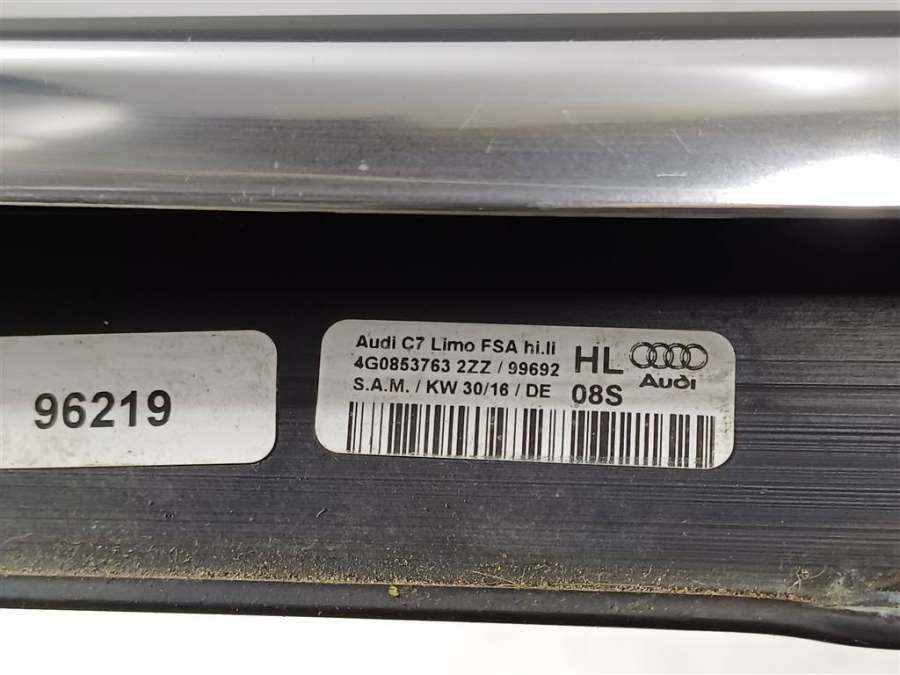 96219
Audi C7 Limo FSA hi.li
4G0853763 2ZZ / 99692
S.A.M. / KW 30/16 / DE
HL
08S
Audi